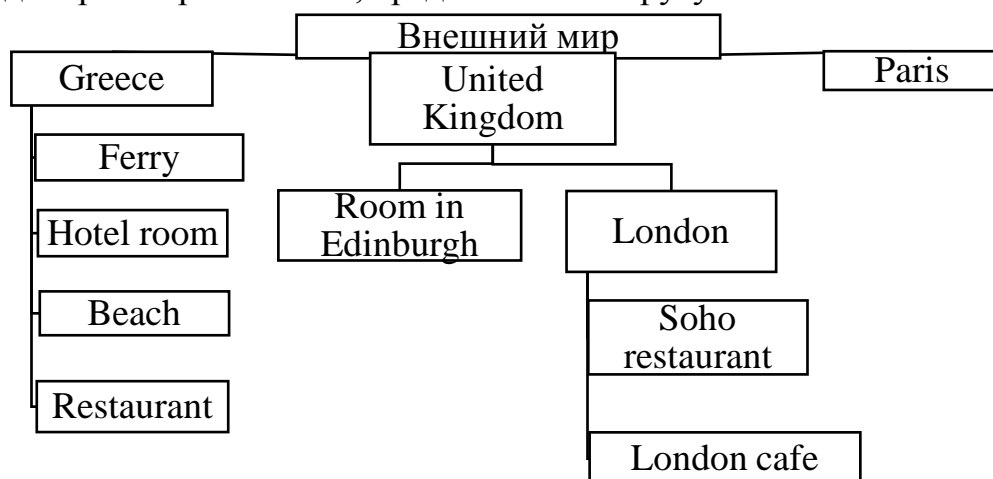 Внешний мир
Greece
United
Kingdom
Paris
Ferry
Hotel room
Beach
Restaurant
Room in
Edinburgh
London
Soho
restaurant
London cafe